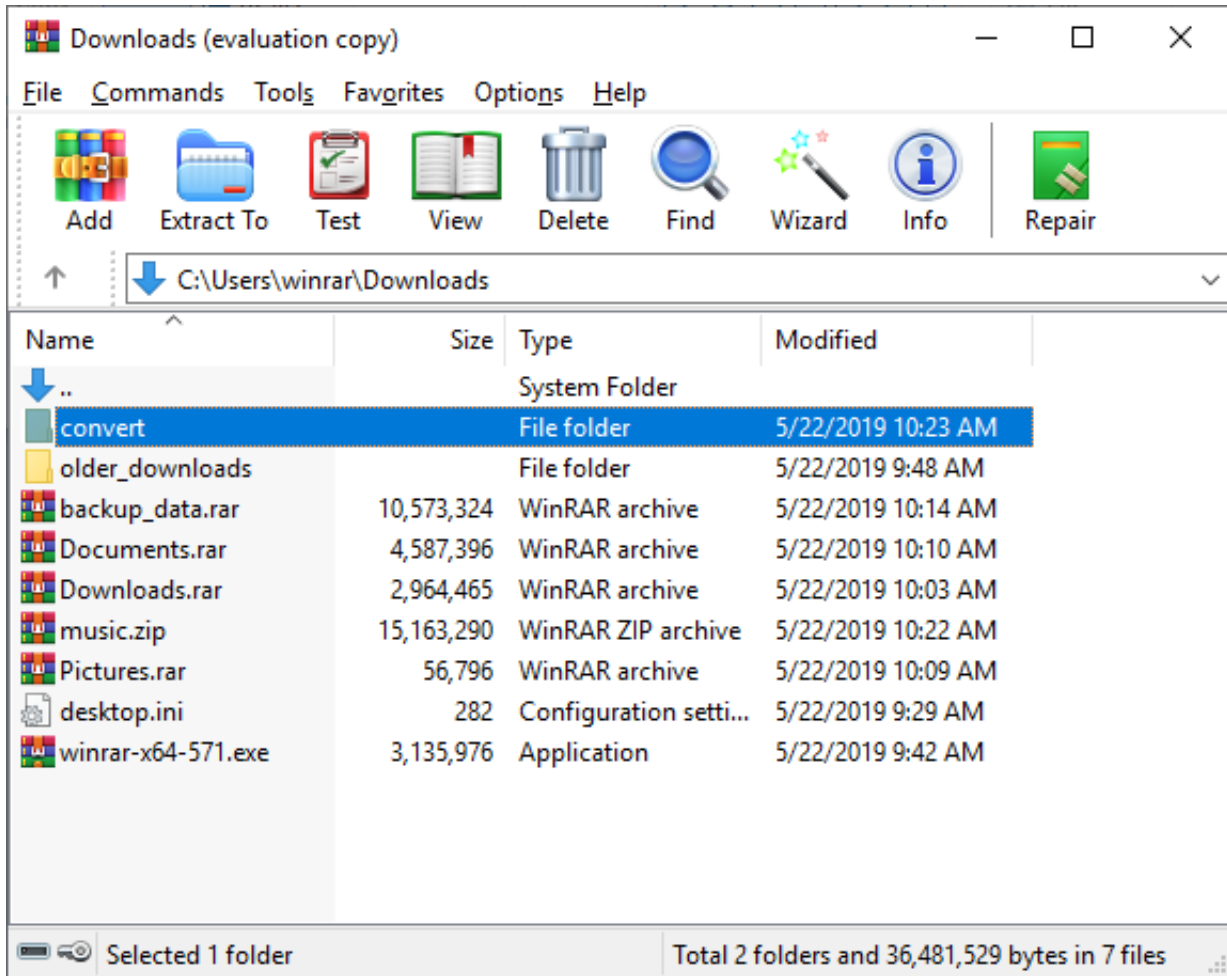 Downloads (evaluation copy)
File Commands Tools Favorites Options Help
Add Extract To Test View Delete Find Wizard Info Repair
C:\Users\winrar\Downloads
Name Size Type Modified
.. System Folder
convert File folder 5/22/2019 10:23 AM
older_downloads File folder 5/22/2019 9:48 AM
backup_data.rar 10,573,324 WinRAR archive 5/22/2019 10:14 AM
Documents.rar 4,587,396 WinRAR archive 5/22/2019 10:10 AM
Downloads.rar 2,964,465 WinRAR archive 5/22/2019 10:03 AM
music.zip 15,163,290 WinRAR ZIP archive 5/22/2019 10:22 AM
Pictures.rar 56,796 WinRAR archive 5/22/2019 10:09 AM
desktop.ini 282 Configuration setti... 5/22/2019 9:29 AM
winrar-x64-571.exe 3,135,976 Application 5/22/2019 9:42 AM
Selected 1 folder Total 2 folders and 36,481,529 bytes in 7 files